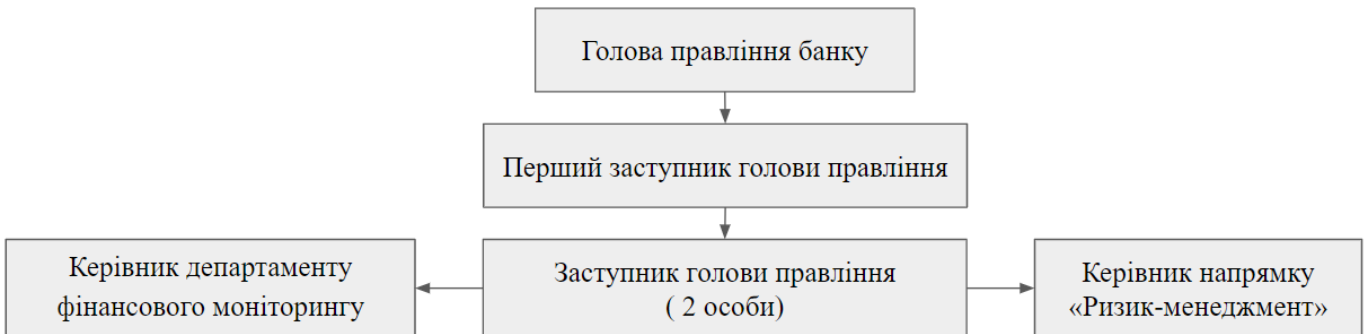 Голова правління банку
Перший заступник голови правління
Керівник департаменту
фінансового моніторингу
Заступник голови правління
( 2 особи)
Керівник напрямку
«Ризик-менеджмент»